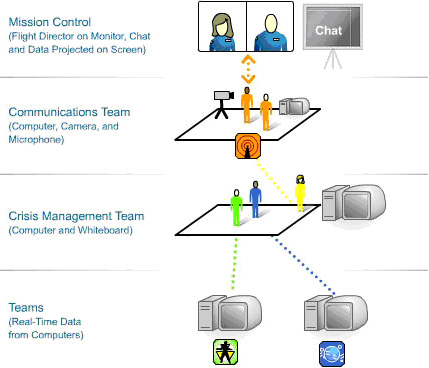 Mission Control
(Flight Director on Monitor, Chat
and Data Projected on Screen)
Chat
Communications Team
(Computer, Camera, and
Microphone)
Crisis Management Team
(Computer and Whiteboard)
Teams
(Real-Time Data
from Computers)